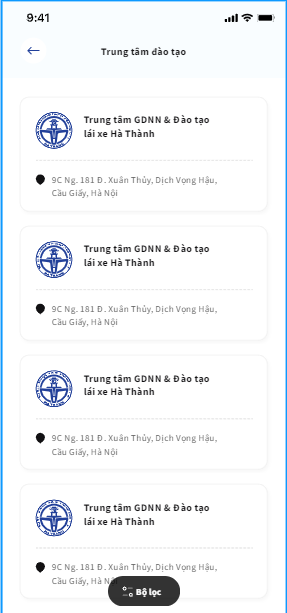 9:41
Trung tâm đào tạo
Trung tâm GDNN & Đào tạo
lái xe Hà Thành
9C Ng. 181 Đ. Xuân Thủy, Dịch Vọng Hậu,
Cầu Giấy, Hà Nội
Trung tâm GDNN & Đào tạo
lái xe Hà Thành
9C Ng. 181 Đ. Xuân Thủy, Dịch Vọng Hậu,
Cầu Giấy, Hà Nội
Trung tâm GDNN & Đào tạo
lái xe Hà Thành
9C Ng. 181 Đ. Xuân Thủy, Dịch Vọng Hậu,
Cầu Giấy, Hà Nội
Trung tâm GDNN & Đào tạo
lái xe Hà Thành
9C Ng. 181 Đ. Xuân Thủy, Dịch Vọng Hậu,
Cầu Giấy, Hà Nội
Bộ lọc